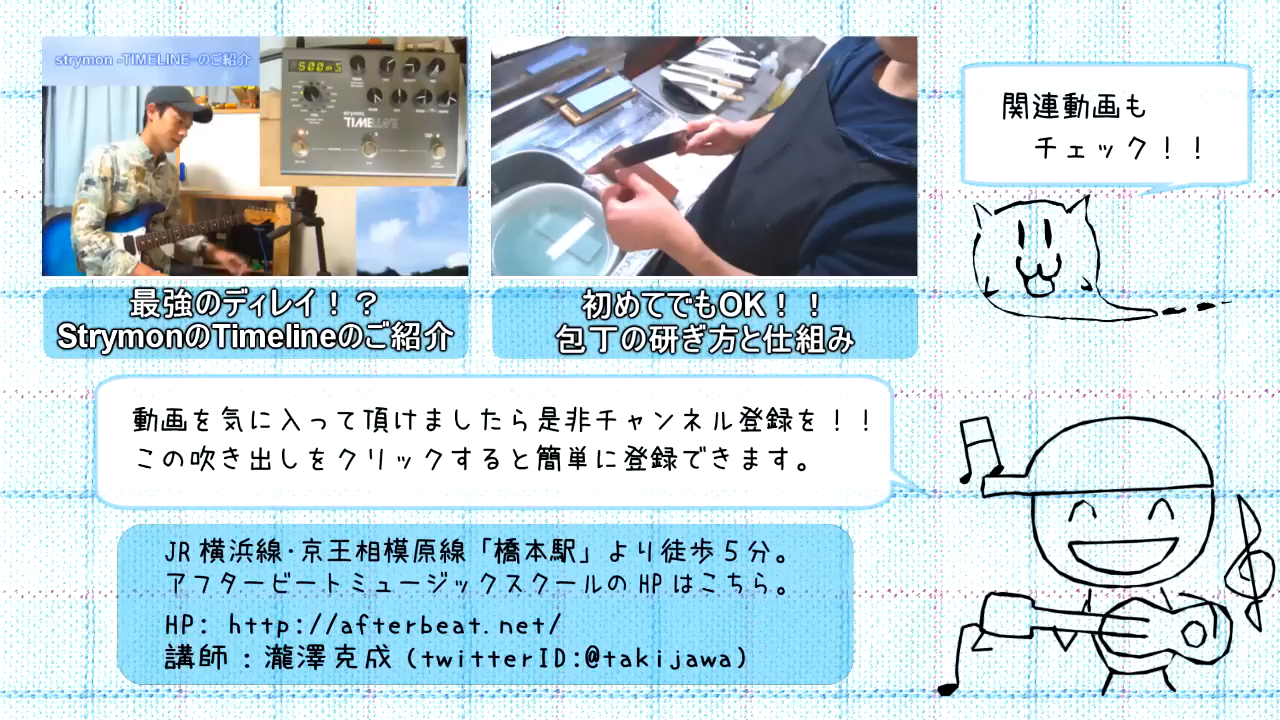 strymon -TIMELINE-のご紹介
500mS
strymon
TIMELINE
TAP
最強のディレイ！？
StrymonのTimelineのご紹介
初めてでもOK！！
包丁の研ぎ方と仕組み
関連動画も
チェック！！
動画を気に入って頂けましたら是非チャンネル登録を！！
この吹き出しをクリックすると簡単に登録できます。
JR横浜線･京王相模原線「橋本駅」より徒歩5分。
アフタービートミュージックスクールのHPはこちら。
HP: http://afterbeat.net/
講師：瀧澤克成 (twitterID:@takijawa)